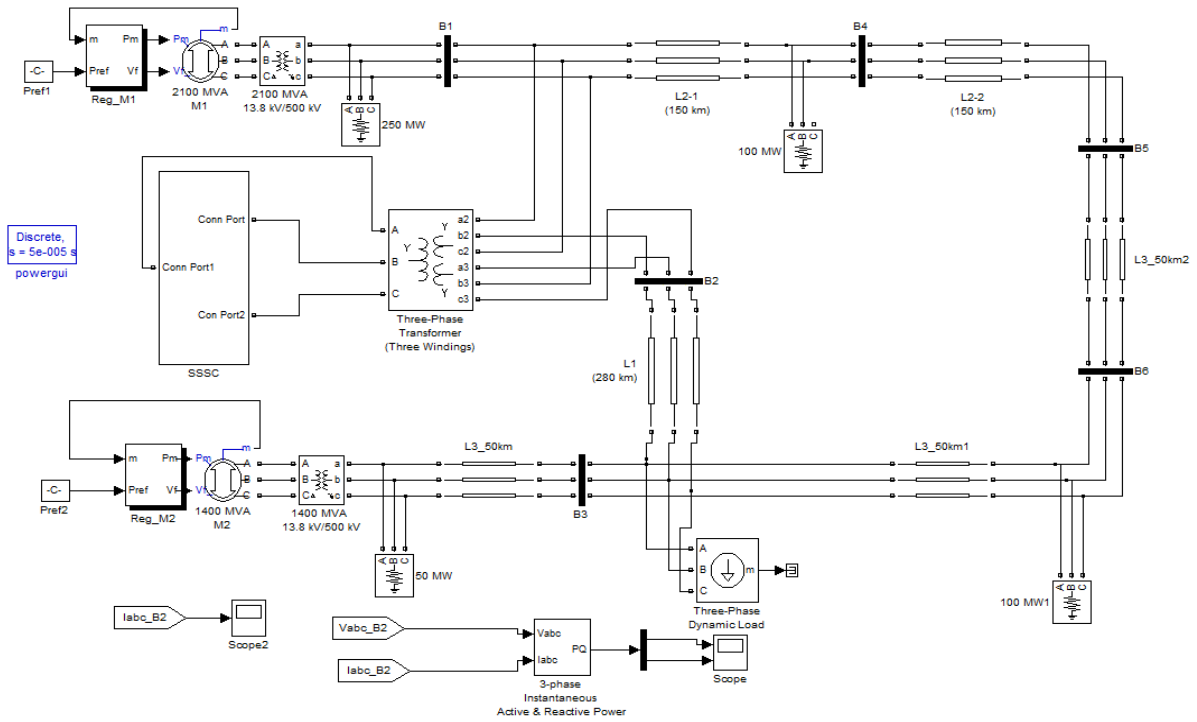 B1
B4
m
m
Pref
Pm
Vf
Reg_M1
-C-
Pref1
Pm
Vf
A
B
C
2100 MVA
M1
A
B
C
a
b
c
2100 MVA
13.8 kV/500 kV
A B C
250 MW
L2-1
(150 km)
A B C
100 MW
L2-2
(150 km)
B5
L3_50km2
B6
Discrete,
s = 5e-005 s
powergui
Conn Port
Conn Port1
Con Port2
SSSC
A
B
C
Y
Y
Y
a2
b2
c2
a3
b3
c3
Three-Phase
Transformer
(Three Windings)
B2
L1
(280 km)
m
m
Pref
Pm
Vf
Reg_M2
-C-
Pref2
Pm
Vf
A
B
C
1400 MVA
M2
A
B
C
a
b
c
1400 MVA
13.8 kV/500 kV
A B C
50 MW
L3_50km
B3
L3_50km1
A
B
C
m
Three-Phase
Dynamic Load
A B C
100 MW1
Iabc_B2
Scope2
Vabc_B2
Iabc_B2
Vabc
Iabc
PQ
3-phase
Instantaneous
Active & Reactive Power
Scope